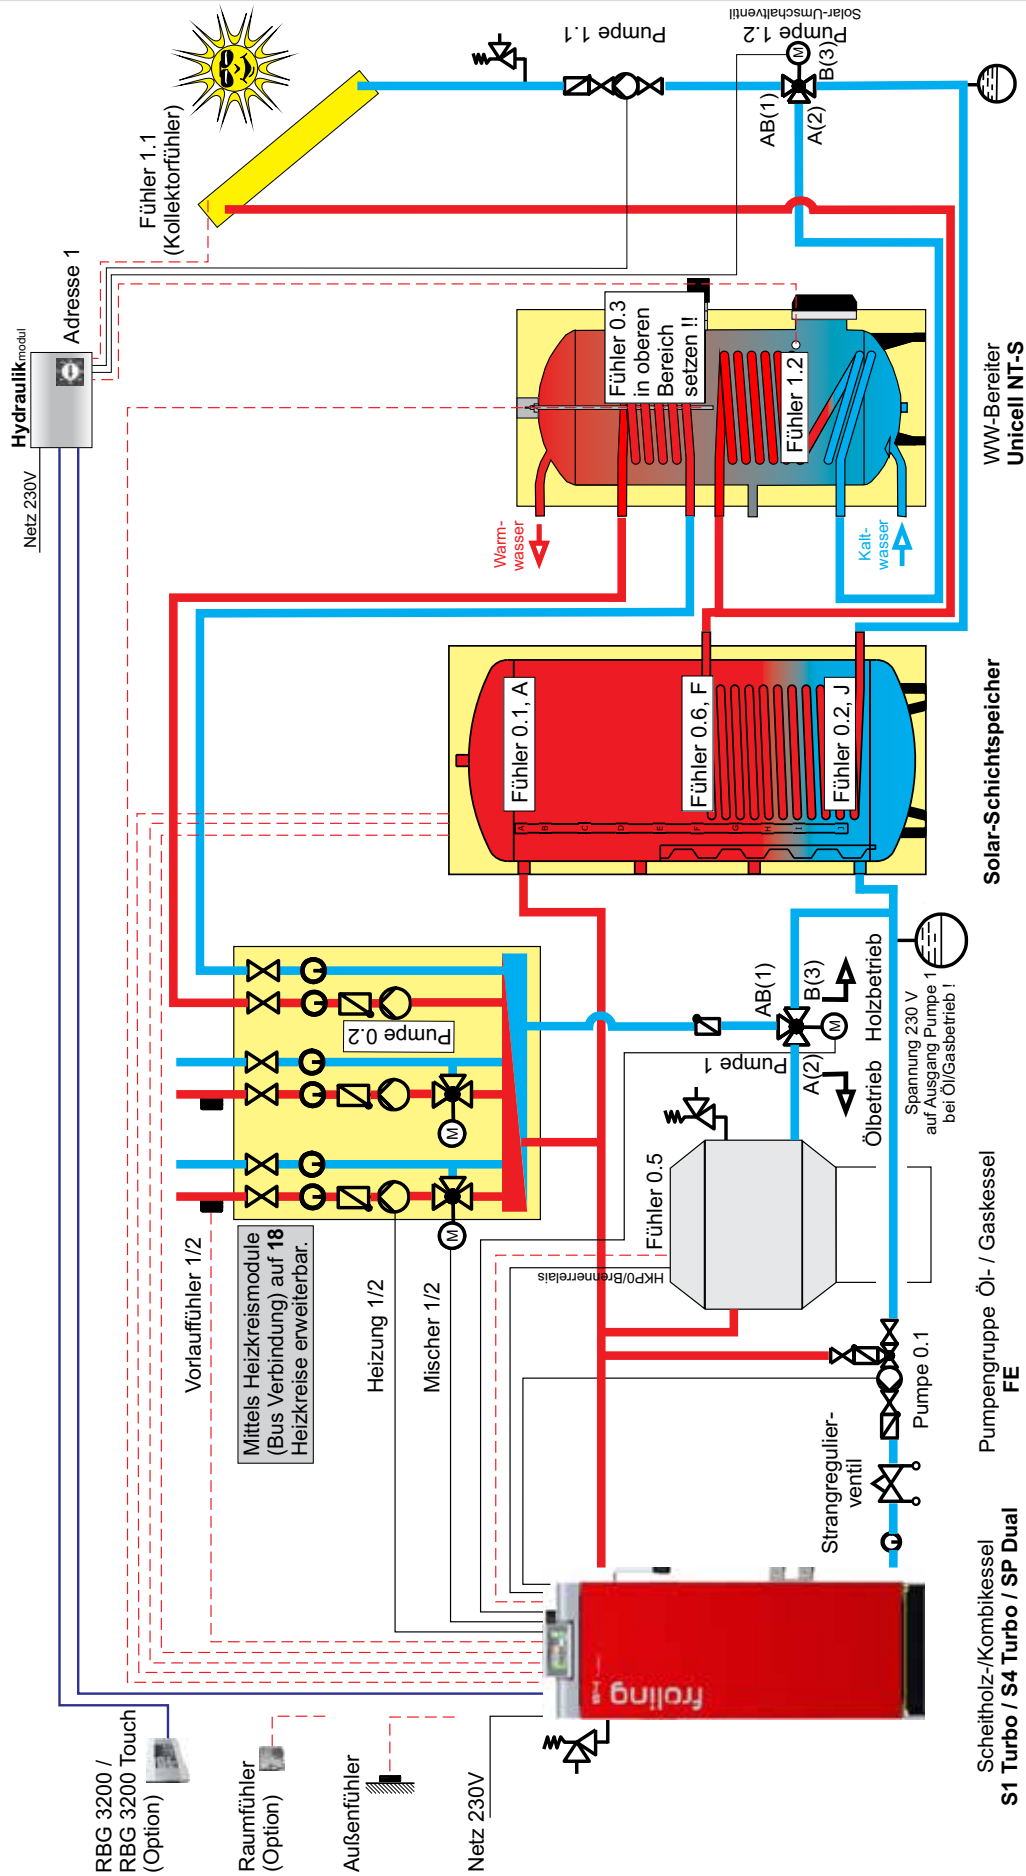 RBG 3200 /
RBG 3200 Touch
(Option)
Raumfühler
(Option)
Außenfühler
Netz 230V
Scheitholz-/Kombikessel
S1 Turbo / S4 Turbo / SP Dual
froling
Vorlauffühler 1/2
Mittels Heizkreismodule
(Bus Verbindung) auf 18
Heizkreise erweiterbar.
Heizung 1/2
Mischer 1/2
M
M
Pumpe 0.2
Strangregulier-
ventil
Pumpe 0.1
Pumpengruppe
FE
Öl- / Gaskessel
Fühler 0.5
HKP0/Brennerrelais
Pumpe 1
AB(1)
A(2)
B(3)
M
Ölbetrieb
Holzbetrieb
Spannung 230 V
auf Ausgang Pumpe 1
bei Öl/Gasbetrieb !
Solar-Schichtspeicher
Fühler 0.1, A
Fühler 0.6, F
Fühler 0.2, J
A
B
C
D
E
F
G
H
I
J
Netz 230V
Hydraulikmodul
Adresse 1
Warm-
wasser
Kalt-
wasser
WW-Bereiter
Unicell NT-S
Fühler 0.3
in oberen
Bereich
setzen !!
Fühler 1.2
Fühler 1.1
(Kollektorfühler)
Pumpe 1.1
Pumpe 1.2
Solar-Umschaltventil
M
AB(1)
A(2)
B(3)